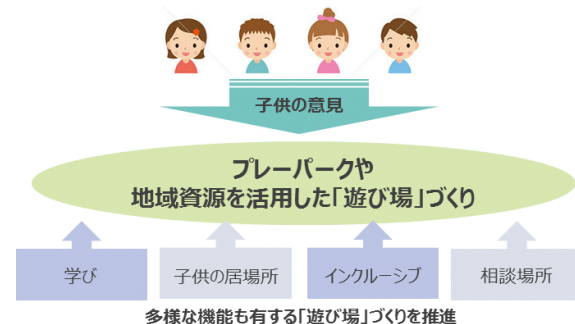 子供の意見
プレーパークや
地域資源を活用した「遊び場」づくり
学び
子供の居場所
インクルーシブ
相談場所
多様な機能も有する「遊び場」づくりを推進